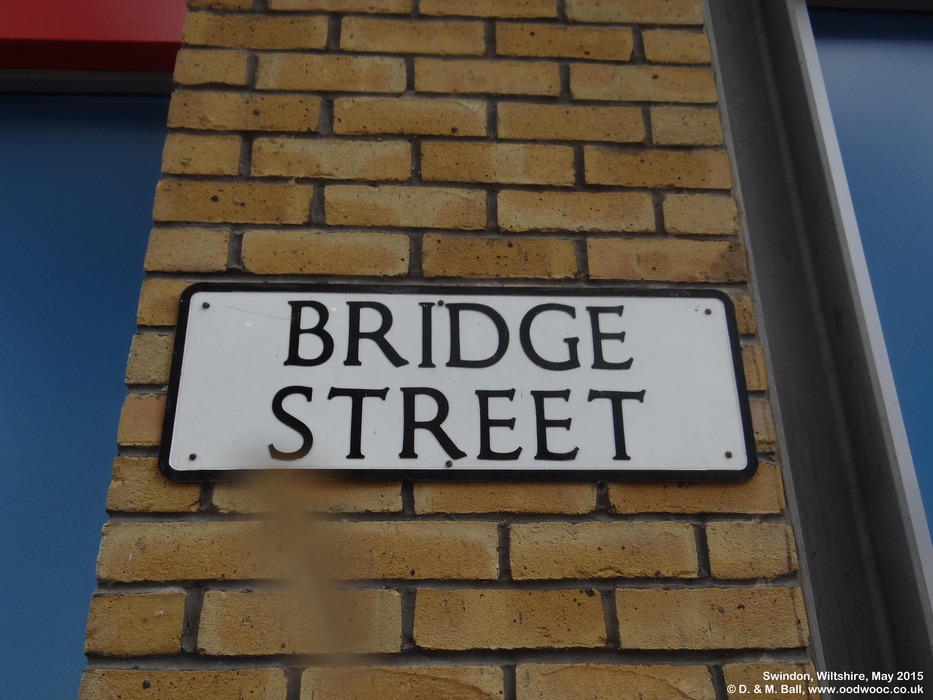 BRIDGE
STREET
Swindon, Wiltshire, May 2015
© D. & M. Ball, www.oodwooc.co.uk